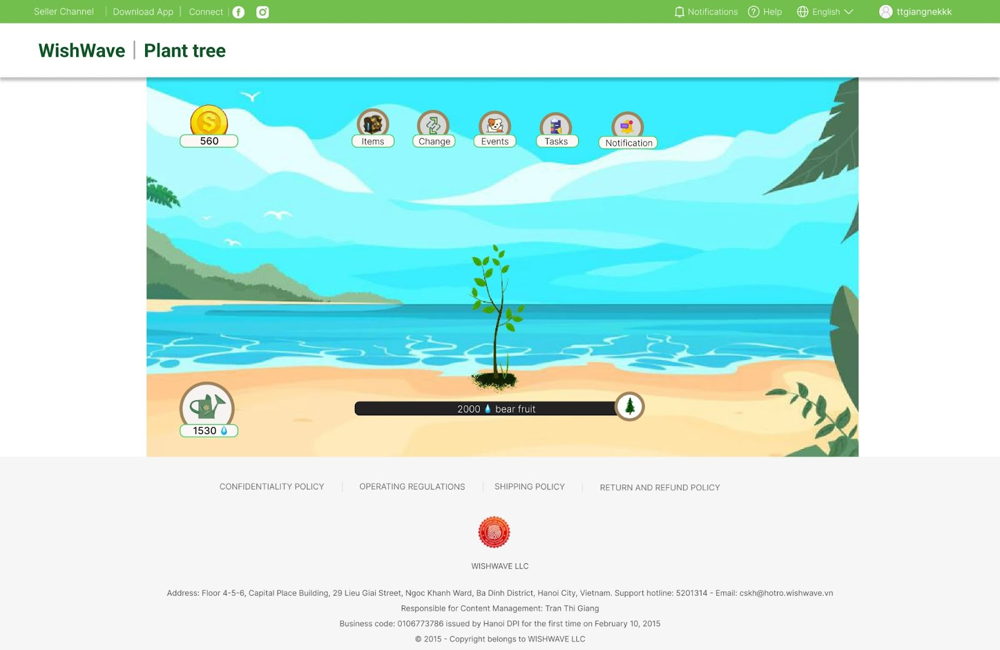 Seller Channel | Download App | Connect |
Notifications Help English ttgiangnekkk
WishWave | Plant tree
560
Items Change Events Tasks Notification
2000 bear fruit
1530
CONFIDENTIALITY POLICY OPERATING REGULATIONS SHIPPING POLICY RETURN AND REFUND POLICY
WISHWAVE LLC
Address: Floor 4-5-6, Capital Place Building, 29 Lieu Giai Street, Ngoc Khanh Ward, Ba Dinh District, Hanoi City, Vietnam. Support hotline: 5201314 - Email: cskh@hotro.wishwave.vn
Responsible for Content Management: Tran Thi Giang
Business code: 0106773786 issued by Hanoi DPI for the first time on February 10, 2015
© 2015 - Copyright belongs to WISHWAVE LLC